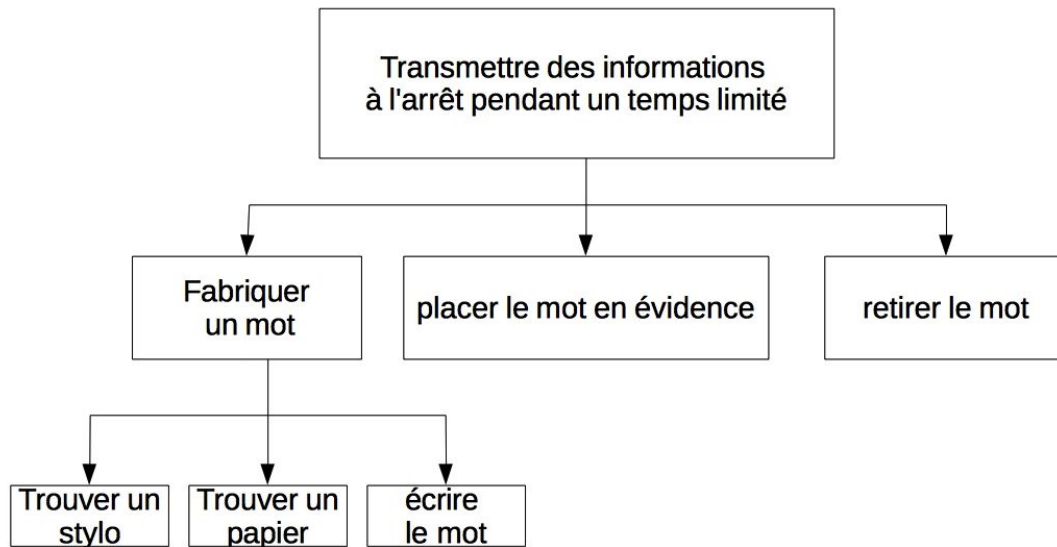 Transmettre des informations
à l'arrêt pendant un temps limité
Fabriquer
un mot
placer le mot en évidence
retirer le mot
Trouver un
stylo
Trouver un
papier
écrire
le mot